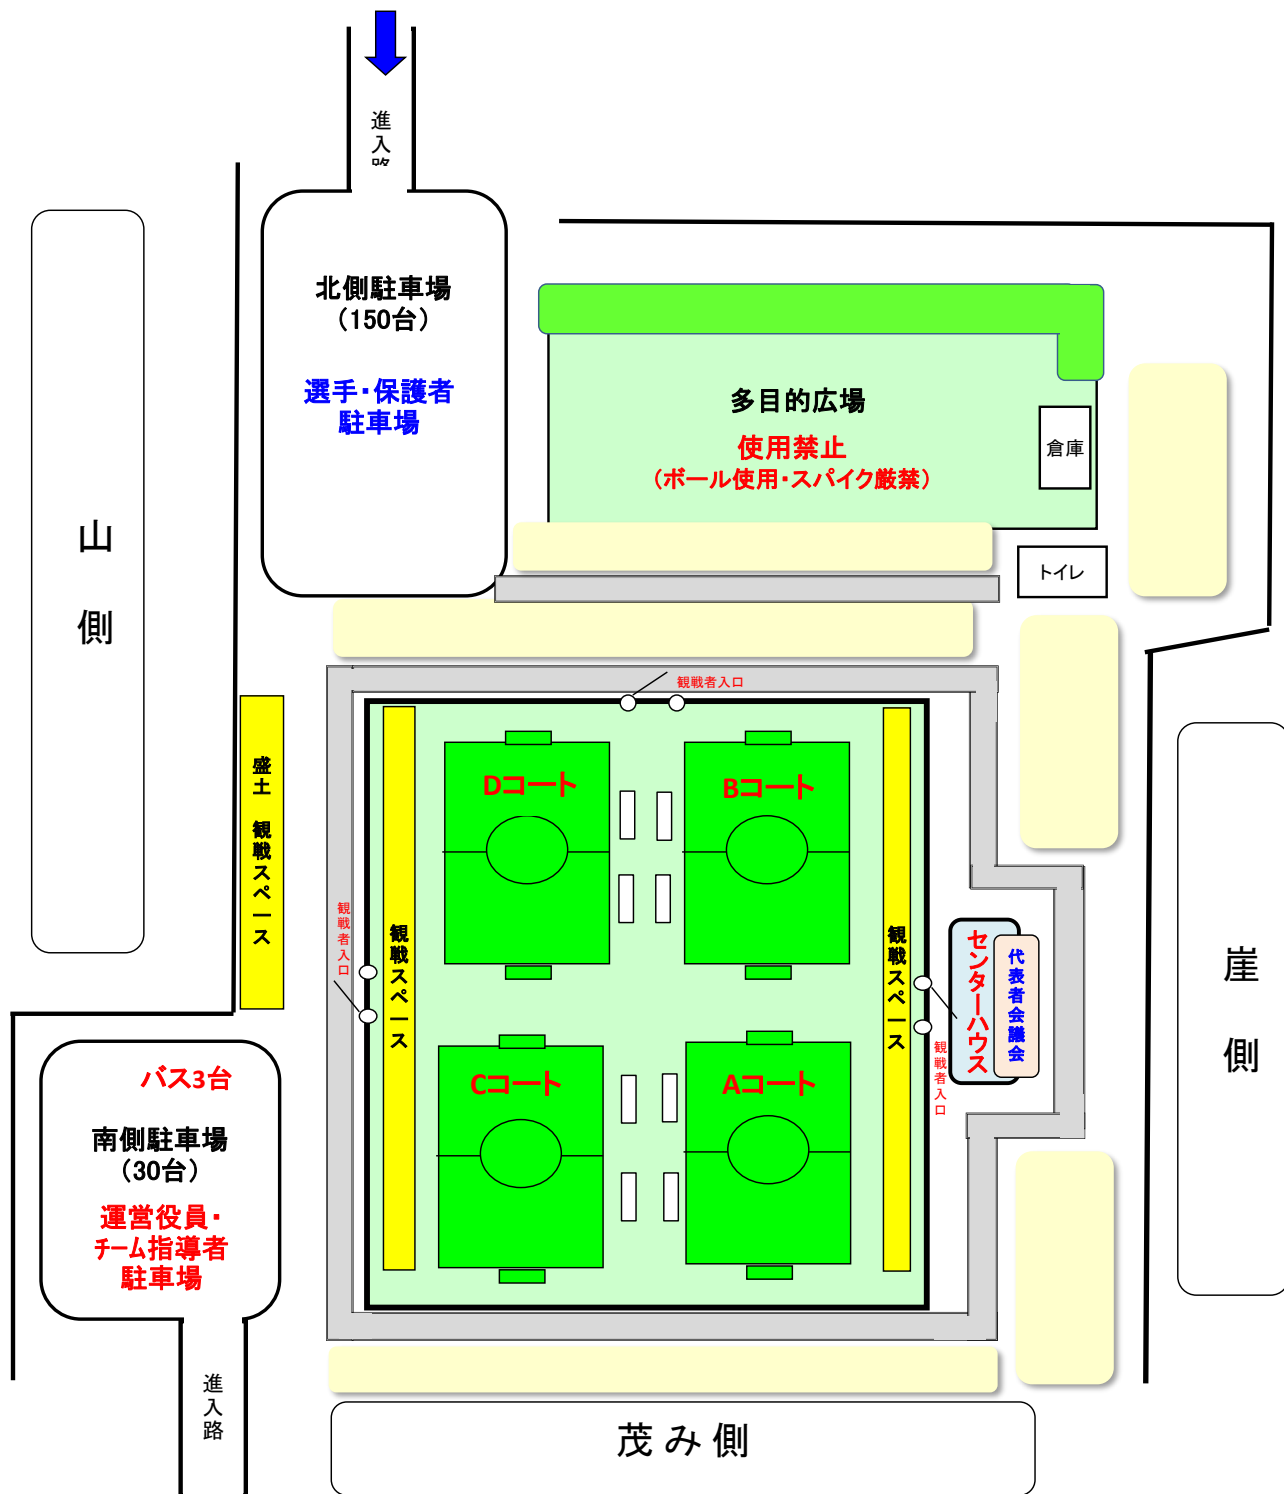 進入路
北側駐車場
（150台）
選手・保護者
駐車場
多目的広場
使用禁止
（ボール使用・スパイク厳禁）
倉庫
トイレ
山側
観戦者入口
盛土 観戦スペース
Dコート
Bコート
観戦者入口
観戦スペース
観戦スペース
センターハウス
代表者会議会
観戦者入口
崖側
Cコート
Aコート
バス3台
南側駐車場
（30台）
運営役員・
チーム指導者
駐車場
進入路
茂み側